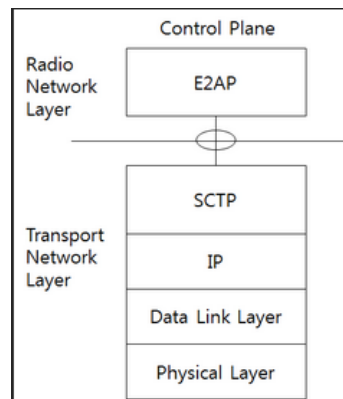 Control Plane
Radio
Network
Layer
E2AP
Transport
Network
Layer
SCTP
IP
Data Link Layer
Physical Layer